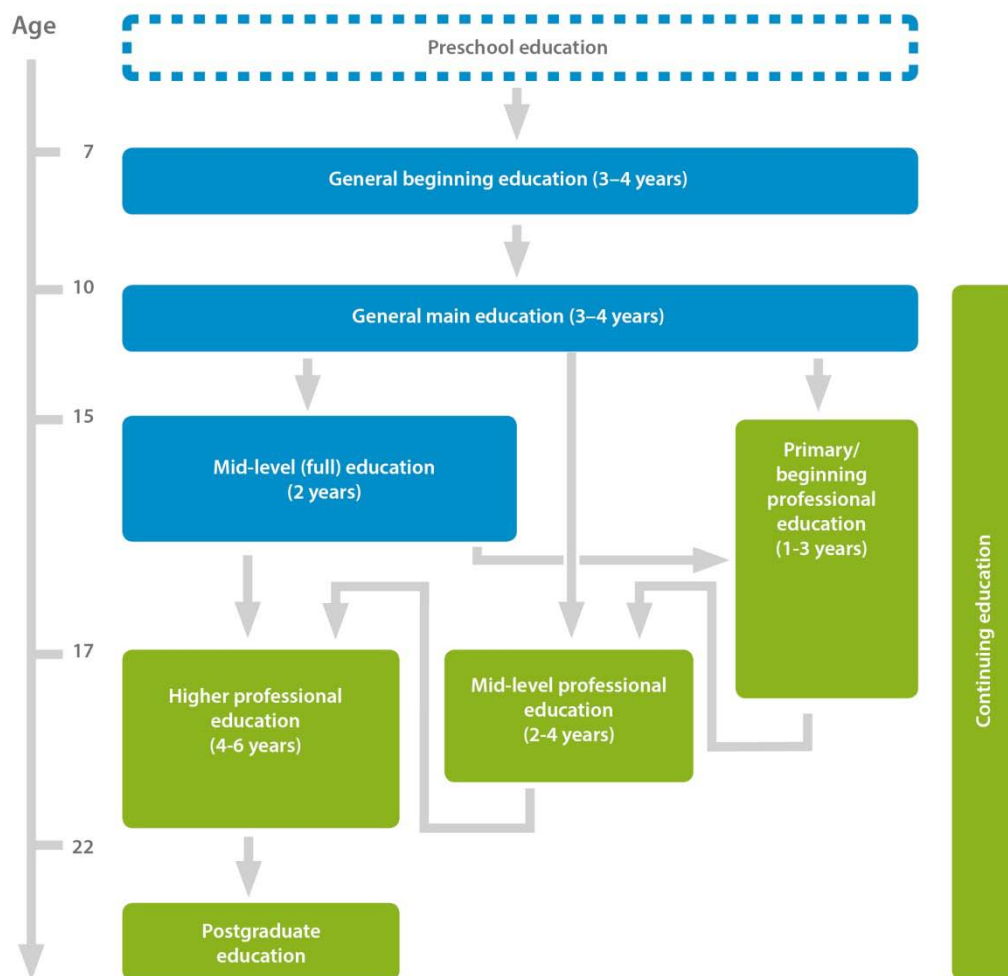 Age
Preschool education
7
General beginning education (3–4 years)
10
General main education (3–4 years)
15
Mid-level (full) education
(2 years)
Primary/
beginning
professional
education
(1-3 years)
17
Higher professional
education
(4-6 years)
Mid-level professional
education
(2-4 years)
22
Postgraduate
education
Continuing education